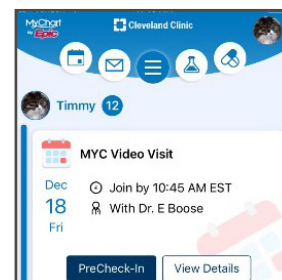 MyChart
by Epic
Cleveland Clinic
Timmy 12
MYC Video Visit
Dec
18
Fri
Join by 10:45 AM EST
With Dr. E Boose
PreCheck-In
View Details